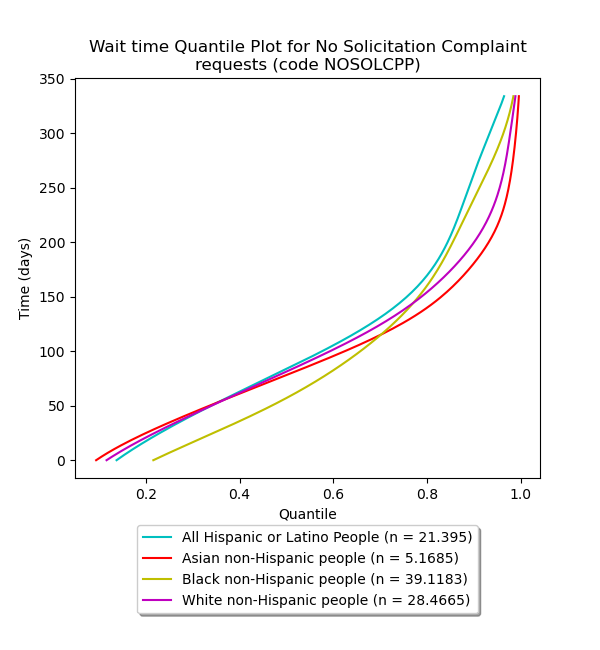 Wait time Quantile Plot for No Solicitation Complaint
requests (code NOSOLCPP)
350
300
250
200
150
100
50
0
Time (days)
0.2 0.4 0.6 0.8 1.0
Quantile
All Hispanic or Latino People (n = 21.395)
Asian non-Hispanic people (n = 5.1685)
Black non-Hispanic people (n = 39.1183)
White non-Hispanic people (n = 28.4665)